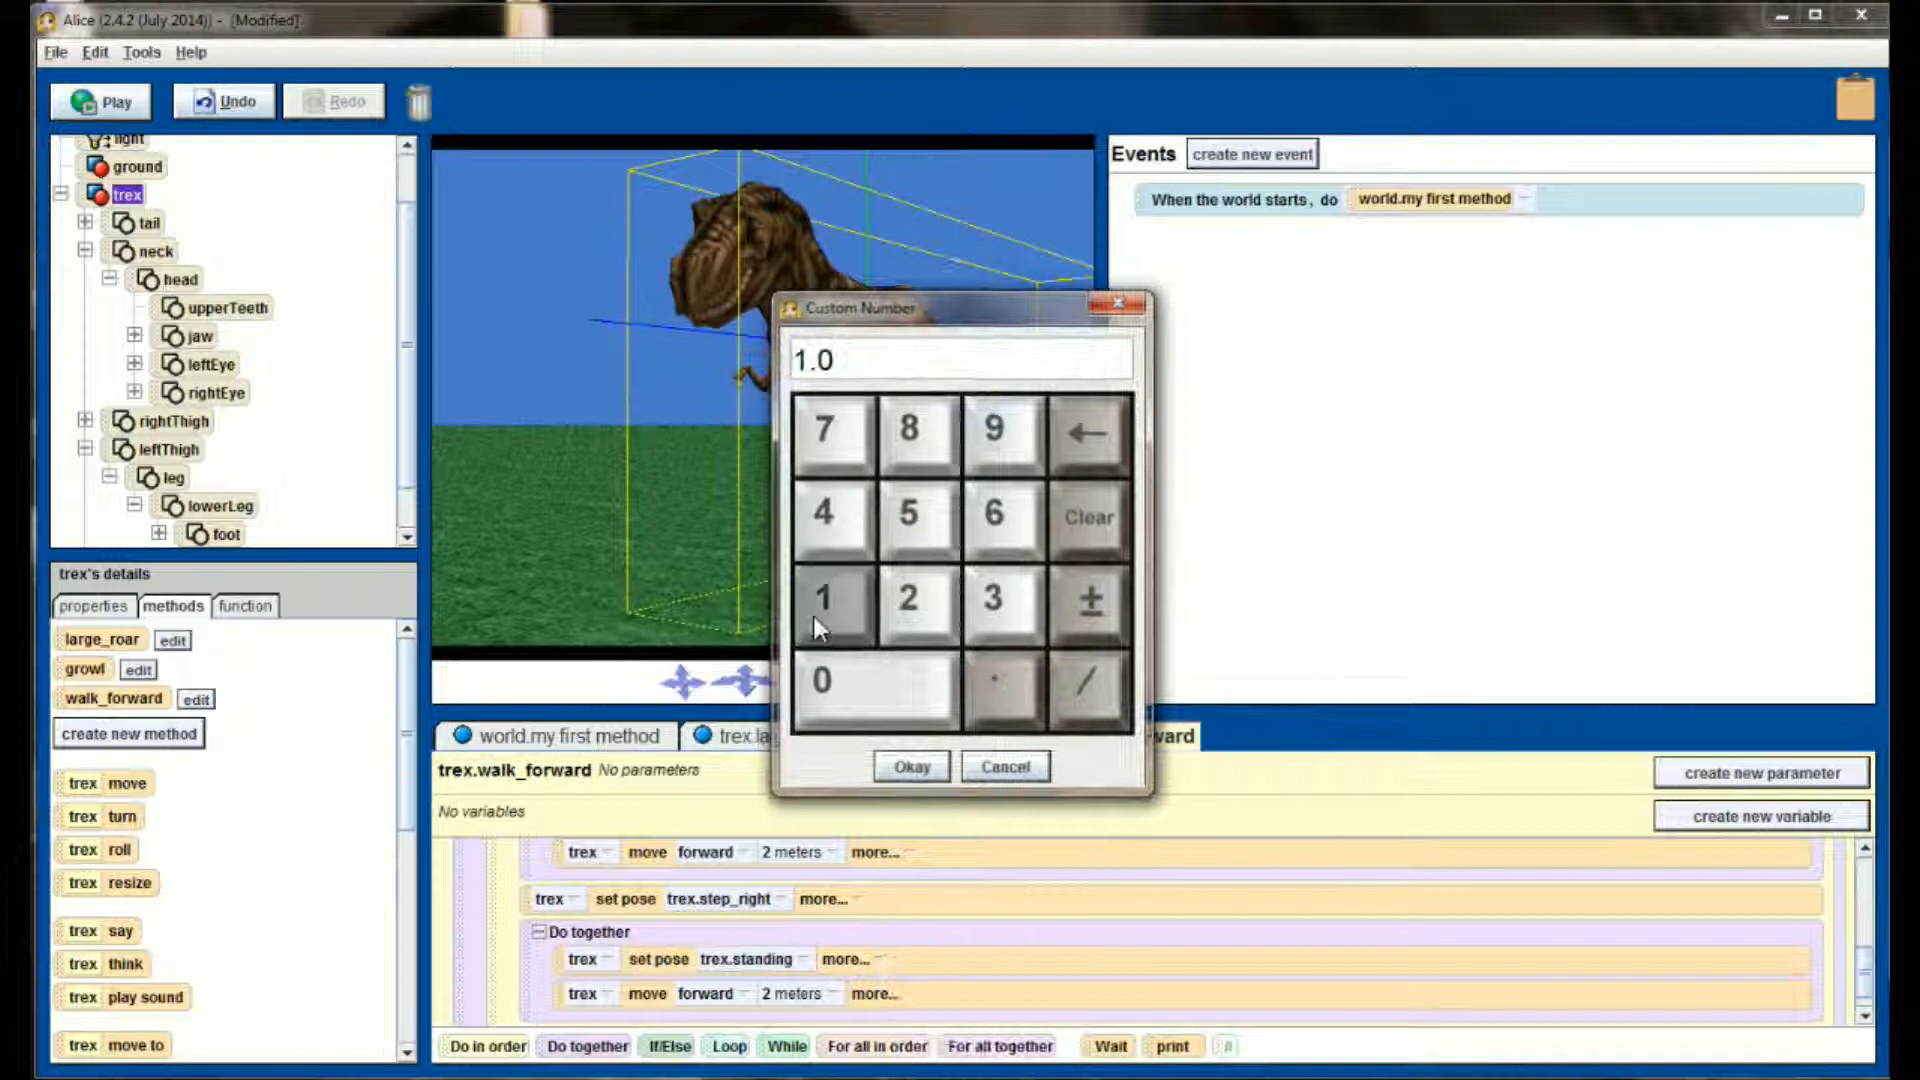 Alice (2.4.2 (July 2014)) - [Modified]
File Edit Tools Help
Play Undo Redo
light
ground
trex
tail
neck
head
upperTeeth
jaw
leftEye
rightEye
rightThigh
leftThigh
leg
lowerLeg
foot
Events create new event
When the world starts, do world.my first method
Custom Number
1.0
7 8 9 ←
4 5 6 Clear
1 2 3 ±
0 . /
Okay Cancel
trex's details
properties methods function
large_roar edit
growl edit
walk_forward edit
create new method
trex move
trex turn
trex roll
trex resize
trex say
trex think
trex play sound
trex move to
world.my first method trex.la ward
trex.walk_forward No parameters create new parameter
No variables create new variable
trex move forward 2 meters more...
trex set pose trex.step_right more...
Do together
trex set pose trex.standing more...
trex move forward 2 meters more...
Do in order Do together If/Else Loop While For all in order For all together Wait print //